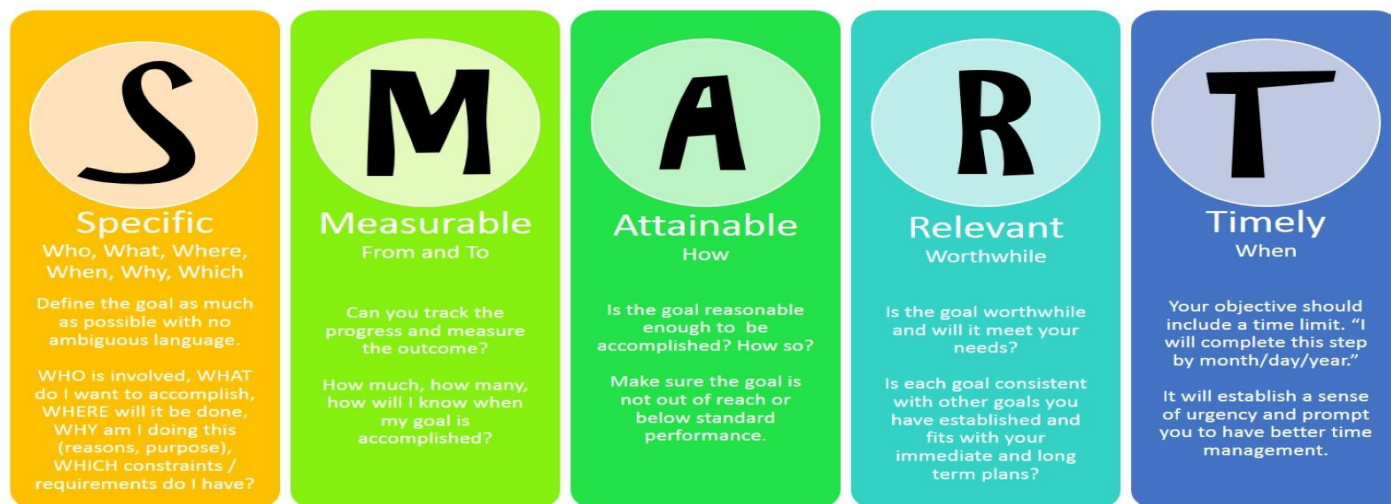 S
Specific
Who, What, Where,
When, Why, Which
Define the goal as much
as possible with no
ambiguous language.
WHO is involved, WHAT
do I want to accomplish,
WHERE will it be done,
WHY am I doing this
(reasons, purpose),
WHICH constraints /
requirements do I have?
M
Measurable
From and To
Can you track the
progress and measure
the outcome?
How much, how many,
how will I know when
my goal is
accomplished?
A
Attainable
How
Is the goal reasonable
enough to be
accomplished? How so?
Make sure the goal is
not out of reach or
below standard
performance.
R
Relevant
Worthwhile
Is the goal worthwhile
and will it meet your
needs?
Is each goal consistent
with other goals you
have established and
fits with your
immediate and long
term plans?
T
Timely
When
Your objective should
include a time limit. “I
will complete this step
by month/day/year.”
It will establish a sense
of urgency and prompt
you to have better time
management.